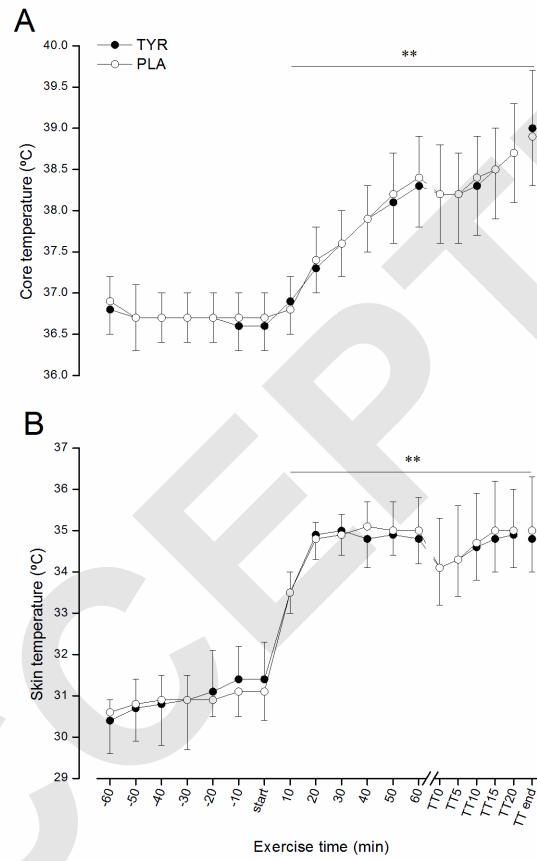 A
TYR
PLA
**
40.0
39.5
39.0
38.5
38.0
37.5
37.0
36.5
36.0
Core temperature (ºC)
B
**
37
36
35
34
33
32
31
30
29
Skin temperature (ºC)
-60 -50 -40 -30 -20 -10 start 10 20 30 40 50 60 TT0 TT5 TT10 TT15 TT20 TT end
Exercise time (min)
CCEPT